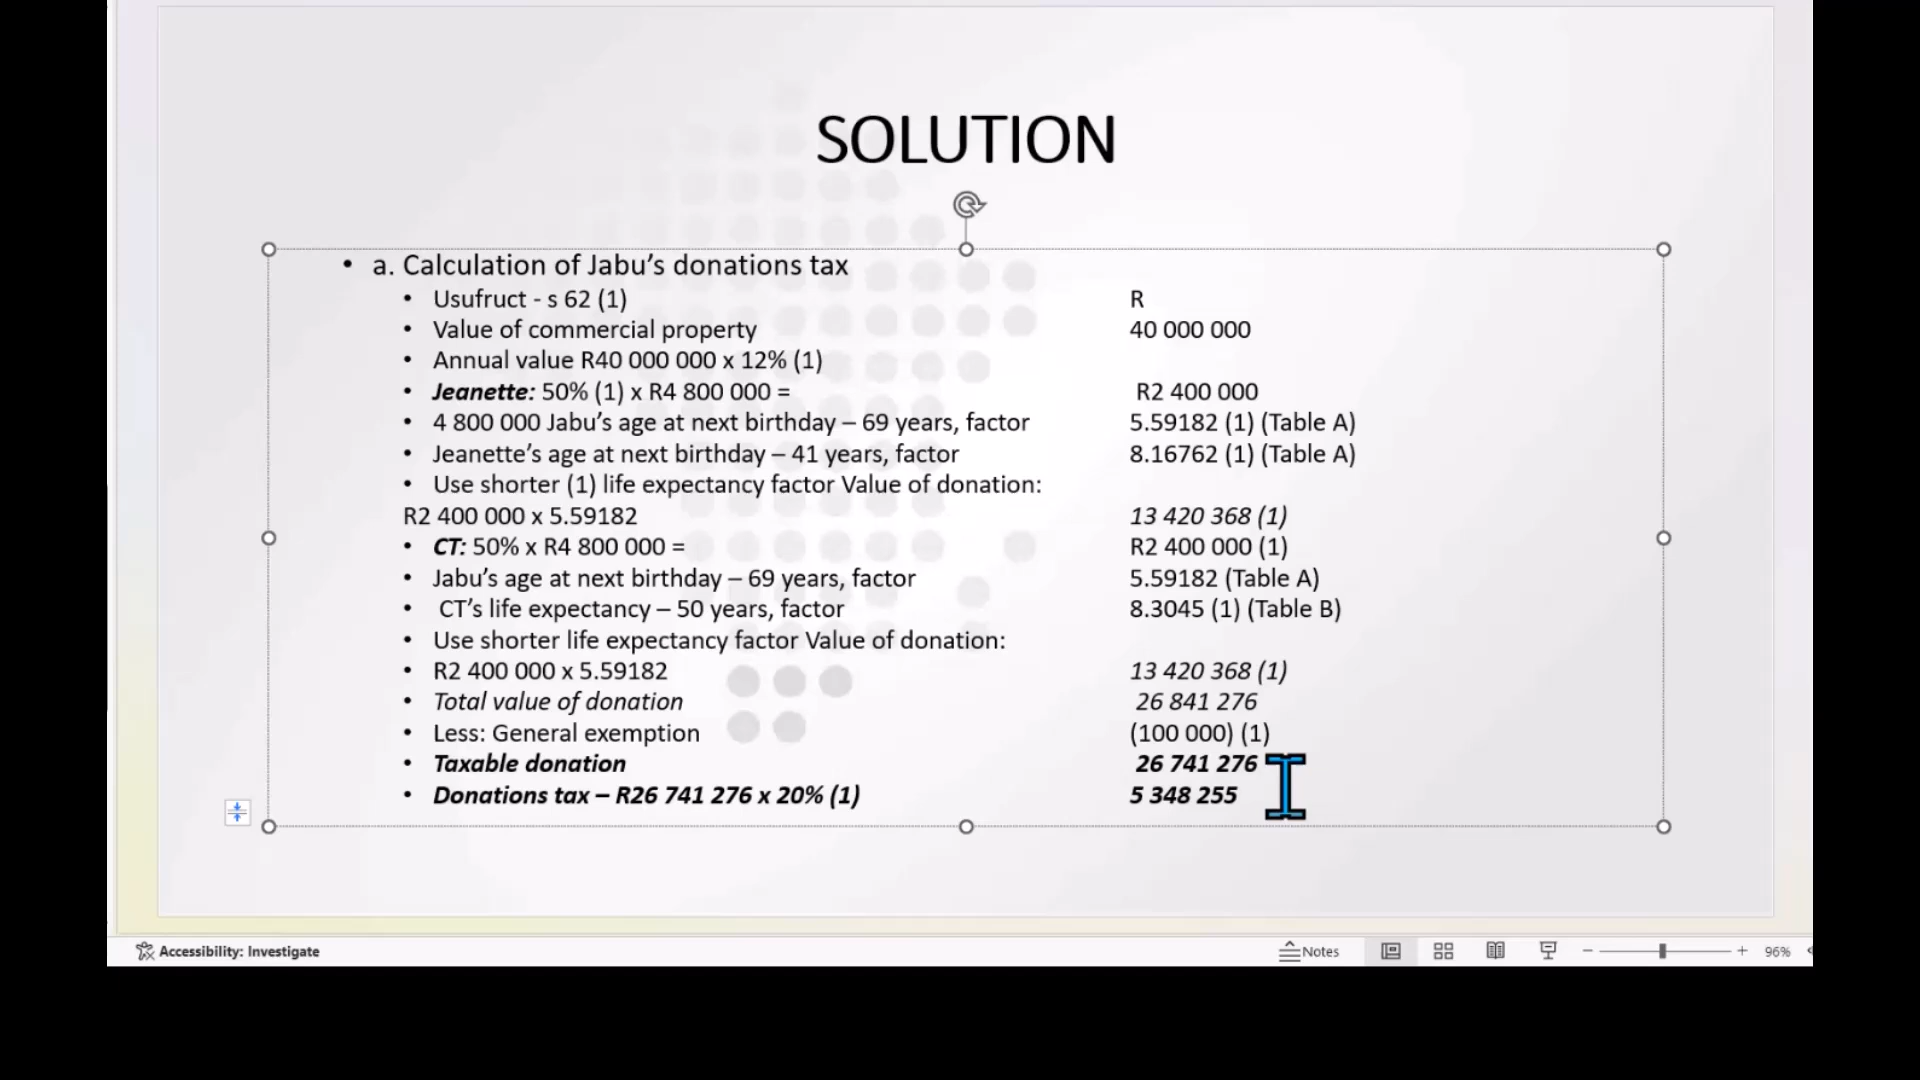 SOLUTION
• a. Calculation of Jabu's donations tax
• Usufruct - s 62 (1) R
• Value of commercial property 40 000 000
• Annual value R40 000 000 x 12% (1)
• Jeanette: 50% (1) x R4 800 000 = R2 400 000
• 4 800 000 Jabu's age at next birthday – 69 years, factor 5.59182 (1) (Table A)
• Jeanette's age at next birthday – 41 years, factor 8.16762 (1) (Table A)
• Use shorter (1) life expectancy factor Value of donation:
R2 400 000 x 5.59182 13 420 368 (1)
• CT: 50% x R4 800 000 = R2 400 000 (1)
• Jabu's age at next birthday – 69 years, factor 5.59182 (Table A)
• CT's life expectancy – 50 years, factor 8.3045 (1) (Table B)
• Use shorter life expectancy factor Value of donation:
• R2 400 000 x 5.59182 13 420 368 (1)
• Total value of donation 26 841 276
• Less: General exemption (100 000) (1)
• Taxable donation 26 741 276
• Donations tax – R26 741 276 x 20% (1) 5 348 255
Accessibility: Investigate Notes 96%